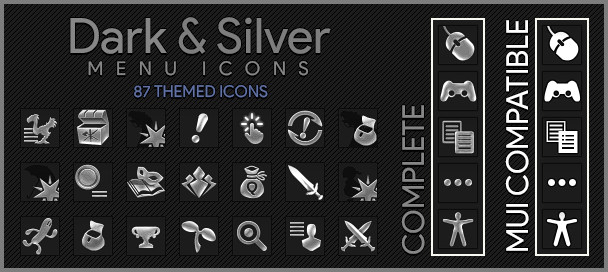 Dark & Silver
MENU ICONS
87 THEMED ICONS
COMPLETE
MUI COMPATIBLE